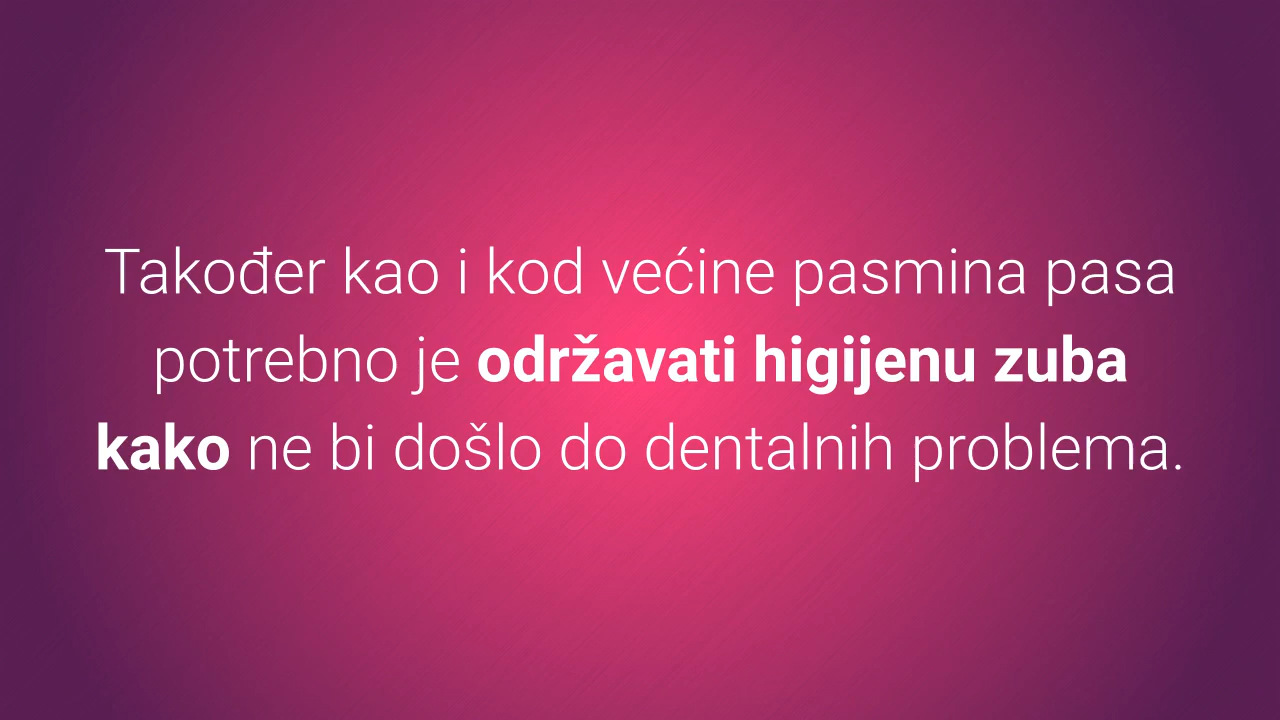 Također kao i kod većine pasmina pasa
potrebno je održavati higijenu zuba
kako ne bi došlo do dentalnih problema.